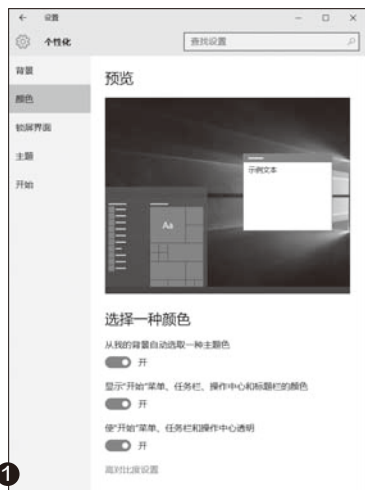 ← 设置 － □ ×
个性化
查找设置
背景
颜色
锁屏界面
主题
开始
预览
示例文本
Aa
选择一种颜色
从我的背景自动选取一种主题色
开
显示“开始”菜单、任务栏、操作中心和标题栏的颜色
开
使“开始”菜单、任务栏和操作中心透明
开
高对比度设置
1